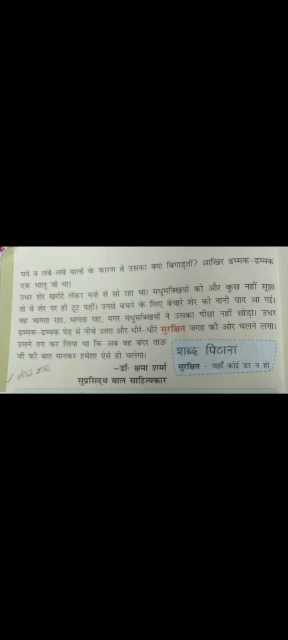 घने व लंबे-लंबे बालों के कारण वे उसका क्या बिगाड़तीं? आखिर डम्मक-डम्मक
एक भालू जो था!
उधर शेर खर्राटे लेकर मजे से सो रहा था। मधुमक्खियों को और कुछ नहीं सूझा
तो वे शेर पर ही टूट पड़ीं। उनसे बचने के लिए बेचारे शेर को नानी याद आ गई।
वह भागता रहा, भागता रहा, मगर मधुमक्खियों ने उसका पीछा नहीं छोड़ा। उधर
डम्मक-डम्मक पेड़ से नीचे उतरा और धीरे-धीरे सुरक्षित जगह की ओर चलने लगा।
उसने तय कर लिया था कि अब वह बंदर ताऊ
जी की बात मानकर हमेशा ऐसे ही चलेगा।
-डॉ॰ क्षमा शर्मा
सुप्रसिद्ध बाल साहित्यकार
शब्द पिटारा
सुरक्षित - जहाँ कोई डर न हो